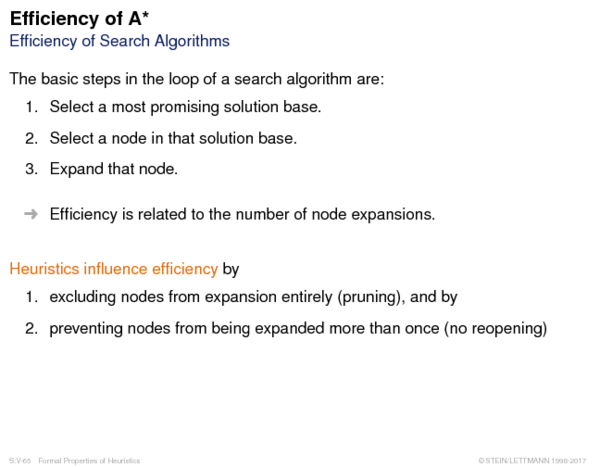 Efficiency of A*
Efficiency of Search Algorithms
The basic steps in the loop of a search algorithm are:
1. Select a most promising solution base.
2. Select a node in that solution base.
3. Expand that node.
➜ Efficiency is related to the number of node expansions.
Heuristics influence efficiency by
1. excluding nodes from expansion entirely (pruning), and by
2. preventing nodes from being expanded more than once (no reopening)
S:V-65 Formal Properties of Heuristics © STEIN/LETTMANN 1998-2017